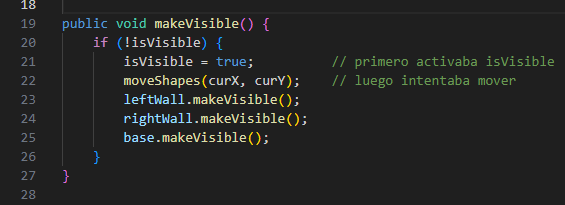 18
19 public void makeVisible() {
20     if (!isVisible) {
21         isVisible = true;           // primero activaba isVisible
22         moveShapes(curX, curY);    // luego intentaba mover
23         leftWall.makeVisible();
24         rightWall.makeVisible();
25         base.makeVisible();
26     }
27 }
28